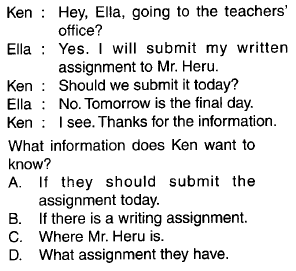 Ken : Hey, Ella, going to the teachers'
office?
Ella : Yes. I will submit my written
assignment to Mr. Heru.
Ken : Should we submit it today?
Ella : No. Tomorrow is the final day.
Ken : I see. Thanks for the information.
What information does Ken want to
know?
A. If they should submit the
assignment today.
B. If there is a writing assignment.
C. Where Mr. Heru is.
D. What assignment they have.